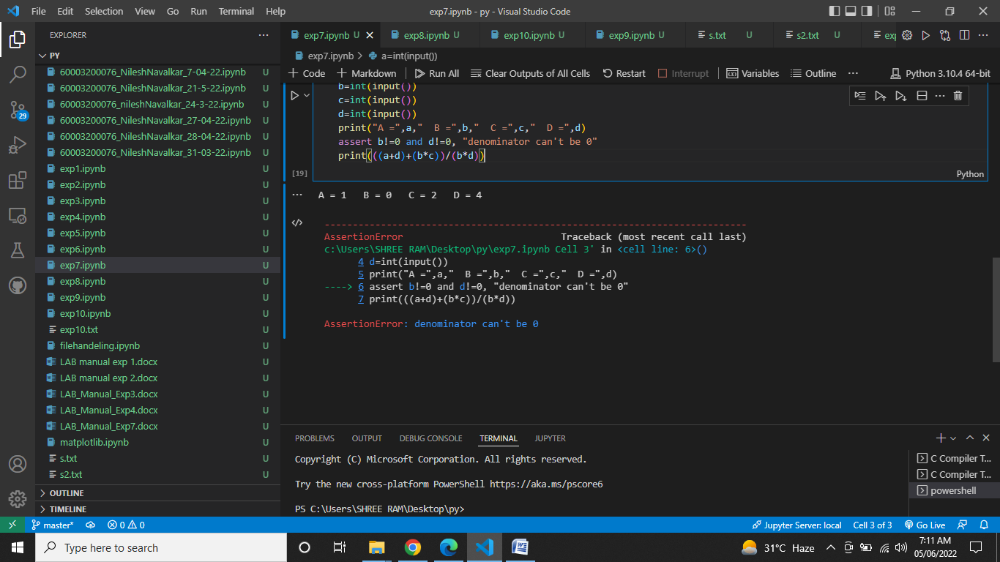 File Edit Selection View Go Run Terminal Help exp7.ipynb - py - Visual Studio Code
EXPLORER
PY
60003200076_NileshNavalkar_7-04-22.ipynb U
60003200076_NileshNavalkar_21-5-22.ipynb U
60003200076_nileshNavalkar_24-3-22.ipynb U
60003200076_NileshNavalkar_27-04-22.ipynb U
60003200076_NileshNavalkar_28-04-22.ipynb U
60003200076_NileshNavalkar_31-03-22.ipynb U
exp1.ipynb U
exp2.ipynb U
exp3.ipynb U
exp4.ipynb U
exp5.ipynb U
exp6.ipynb U
exp7.ipynb U
exp8.ipynb U
exp9.ipynb U
exp10.ipynb U
exp10.txt U
filehandeling.ipynb U
LAB manual exp 1.docx U
LAB manual exp 2.docx U
LAB_Manual_Exp3.docx U
LAB_Manual_Exp4.docx U
LAB_Manual_Exp7.docx U
matplotlib.ipynb U
s.txt U
s2.txt U
OUTLINE
TIMELINE
29
exp7.ipynb U exp8.ipynb U exp10.ipynb U exp9.ipynb U s.txt U s2.txt U exp
exp7.ipynb > a=int(input())
+ Code + Markdown Run All Clear Outputs of All Cells Restart Interrupt Variables Outline ... Python 3.10.4 64-bit
b=int(input())
c=int(input())
d=int(input())
print("A =",a,"  B =",b,"  C =",c,"  D =",d)
assert b!=0 and d!=0, "denominator can't be 0"
print(((a+d)+(b*c))/(b*d))
[19] Python
... A = 1   B = 0   C = 2   D = 4
</> ---------------------------------------------------------------------------
AssertionError                            Traceback (most recent call last)
c:\Users\SHREE RAM\Desktop\py\exp7.ipynb Cell 3' in <cell line: 6>()
4 d=int(input())
5 print("A =",a,"  B =",b,"  C =",c,"  D =",d)
----> 6 assert b!=0 and d!=0, "denominator can't be 0"
7 print(((a+d)+(b*c))/(b*d))
AssertionError: denominator can't be 0
PROBLEMS OUTPUT DEBUG CONSOLE TERMINAL JUPYTER
Copyright (C) Microsoft Corporation. All rights reserved.
Try the new cross-platform PowerShell https://aka.ms/pscore6
PS C:\Users\SHREE RAM\Desktop\py>
C Compiler T...
C Compiler T...
powershell
master* 0 0 Jupyter Server: local Cell 3 of 3 Go Live
Type here to search 31°C Haze 7:11 AM
05/06/2022